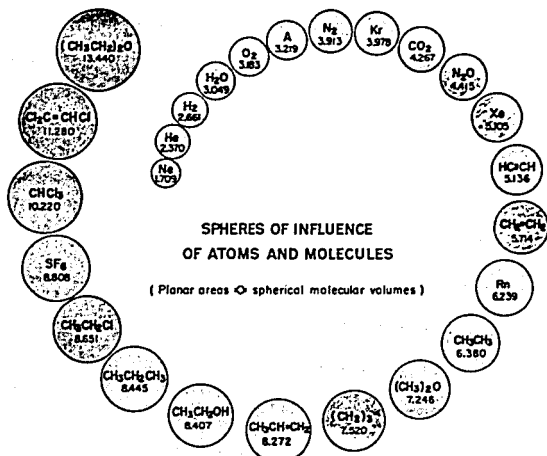 Ne
1.709
He
2.370
H₂
2.661
H₂O
3.049
O₂
3.183
A
3.219
N₂
3.913
Kr
3.978
CO₂
4.267
N₂O
4.415
Xe
5.105
HC≡CH
5.136
CH₂=CH₂
5.714
Rn
6.239
CH₃CH₃
6.380
(CH₃)₂O
7.246
(CH₂)₃
7.520
CH₃CH=CH₂
8.272
CH₃CH₂OH
8.407
CH₃CH₂CH₃
8.445
CH₃CH₂Cl
8.651
SF₆
8.808
CHCl₃
10.220
Cl₂C=CHCl
11.280
(CH₃CH₂)₂O
13.440
SPHERES OF INFLUENCE
OF ATOMS AND MOLECULES
( Planar areas ⇔ spherical molecular volumes )